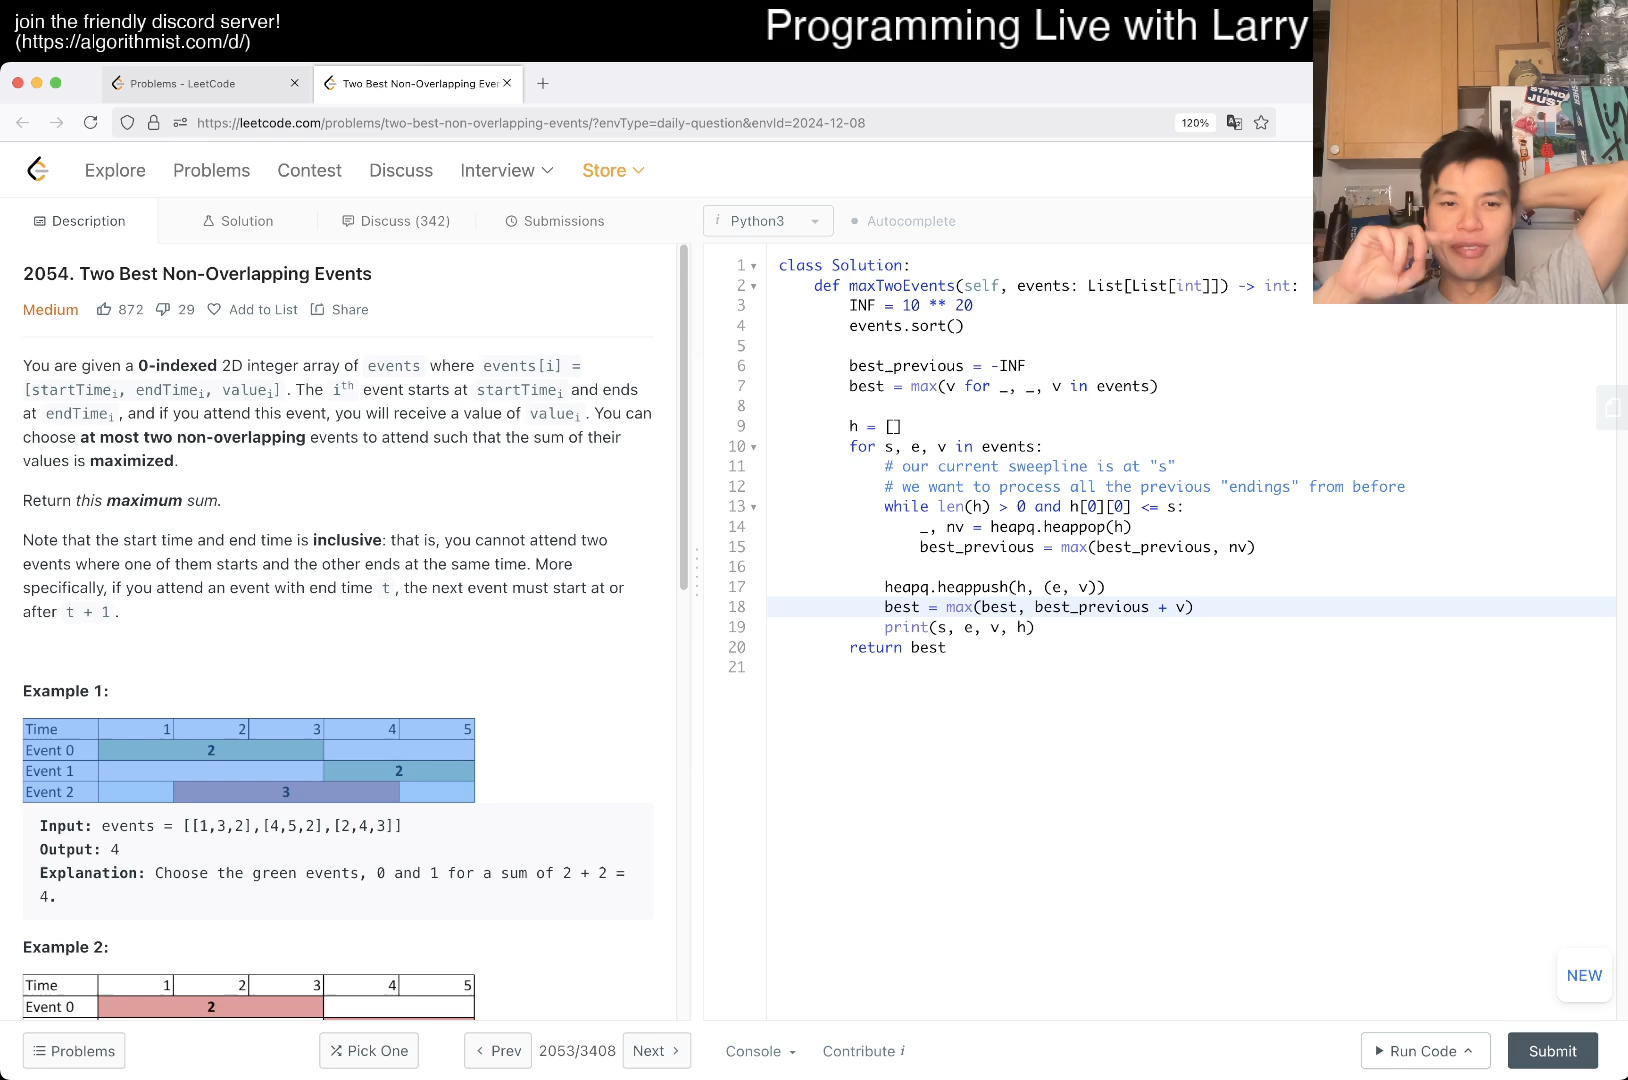 join the friendly discord server!
(https://algorithmist.com/d/)
Programming Live with Larry
Problems - LeetCode
Two Best Non-Overlapping Ever
https://leetcode.com/problems/two-best-non-overlapping-events/?envType=daily-question&envId=2024-12-08
120%
Explore
Problems
Contest
Discuss
Interview
Store
Description
Solution
Discuss (342)
Submissions
i Python3
Autocomplete
2054. Two Best Non-Overlapping Events
Medium 872 29 Add to List Share
You are given a 0-indexed 2D integer array of events where events[i] =
[startTimei, endTimei, valuei]. The ith event starts at startTimei and ends
at endTimei, and if you attend this event, you will receive a value of valuei. You can
choose at most two non-overlapping events to attend such that the sum of their
values is maximized.
Return this maximum sum.
Note that the start time and end time is inclusive: that is, you cannot attend two
events where one of them starts and the other ends at the same time. More
specifically, if you attend an event with end time t, the next event must start at or
after t + 1.
Example 1:
Time 1 2 3 4 5
Event 0 2
Event 1 2
Event 2 3
Input: events = [[1,3,2],[4,5,2],[2,4,3]]
Output: 4
Explanation: Choose the green events, 0 and 1 for a sum of 2 + 2 =
4.
Example 2:
Time 1 2 3 4 5
Event 0 2
1 class Solution:
2 def maxTwoEvents(self, events: List[List[int]]) -> int:
3 INF = 10 ** 20
4 events.sort()
5
6 best_previous = -INF
7 best = max(v for _, _, v in events)
8
9 h = []
10 for s, e, v in events:
11 # our current sweepline is at "s"
12 # we want to process all the previous "endings" from before
13 while len(h) > 0 and h[0][0] <= s:
14 _, nv = heapq.heappop(h)
15 best_previous = max(best_previous, nv)
16
17 heapq.heappush(h, (e, v))
18 best = max(best, best_previous + v)
19 print(s, e, v, h)
20 return best
21
STAND
JUS
NEW
Problems
Pick One
Prev
2053/3408
Next
Console
Contribute i
Run Code
Submit